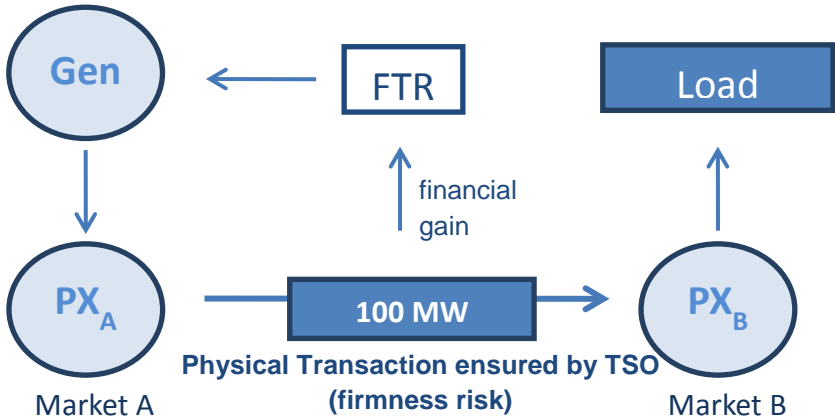 Gen
FTR
Load
financial
gain
PXA
100 MW
PXB
Physical Transaction ensured by TSO
(firmness risk)
Market A
Market B